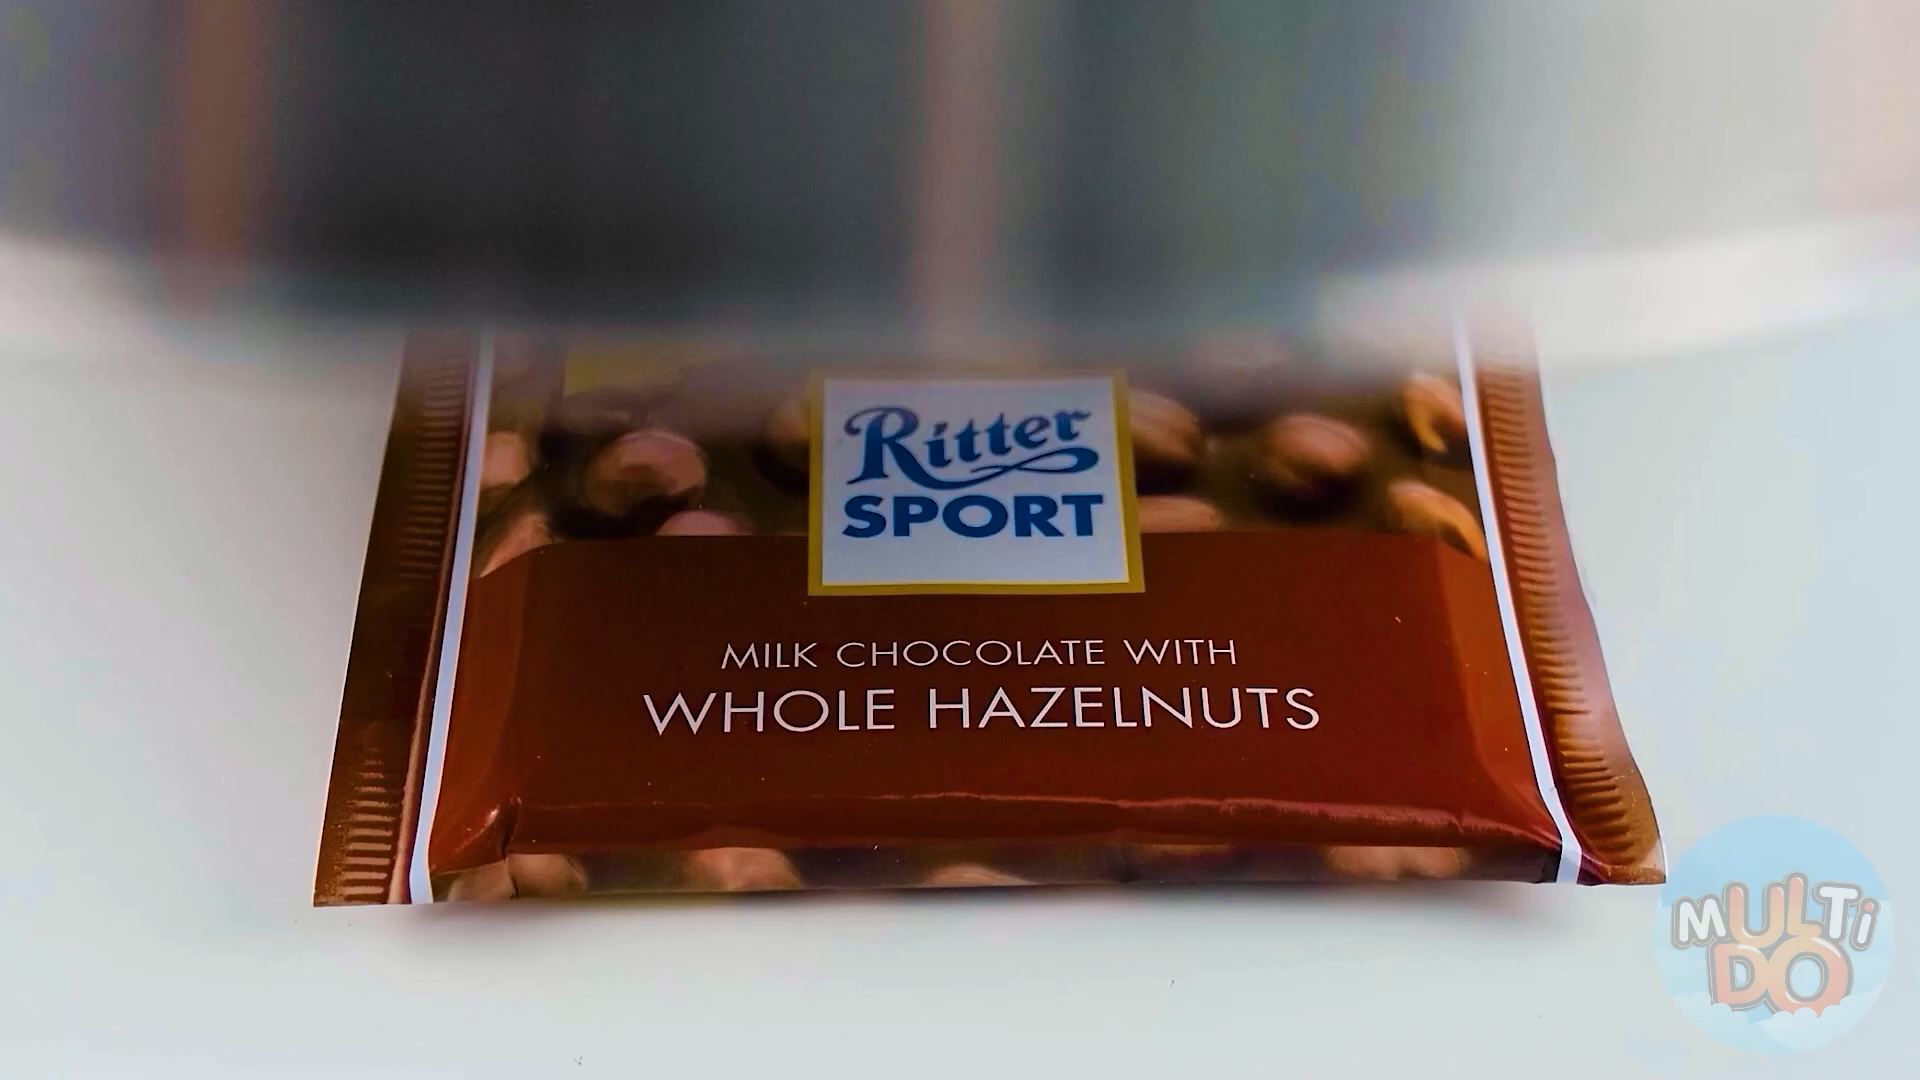 Ritter
SPORT
MILK CHOCOLATE WITH
WHOLE HAZELNUTS
MULTi
DO